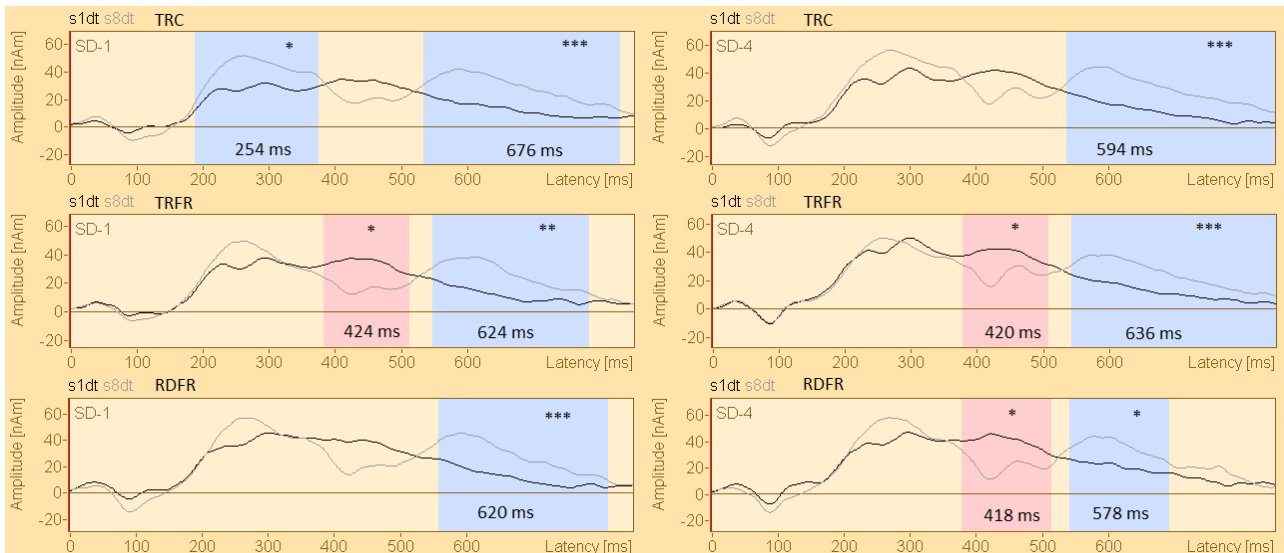 s1dt s8dt TRC
Amplitude [nAm]
60
40
20
0
-20
SD-1
*
***
254 ms
676 ms
0 100 200 300 400 500 600 Latency [ms]
s1dt s8dt TRC
Amplitude [nAm]
60
40
20
0
-20
SD-4
***
594 ms
0 100 200 300 400 500 600 Latency [ms]
s1dt s8dt TRFR
Amplitude [nAm]
60
40
20
0
-20
SD-1
*
**
424 ms
624 ms
0 100 200 300 400 500 600 Latency [ms]
s1dt s8dt TRFR
Amplitude [nAm]
60
40
20
0
-20
SD-4
*
***
420 ms
636 ms
0 100 200 300 400 500 600 Latency [ms]
s1dt s8dt RDFR
Amplitude [nAm]
60
40
20
0
-20
SD-1
***
620 ms
0 100 200 300 400 500 600 Latency [ms]
s1dt s8dt RDFR
Amplitude [nAm]
60
40
20
0
-20
SD-4
*
*
418 ms
578 ms
0 100 200 300 400 500 600 Latency [ms]